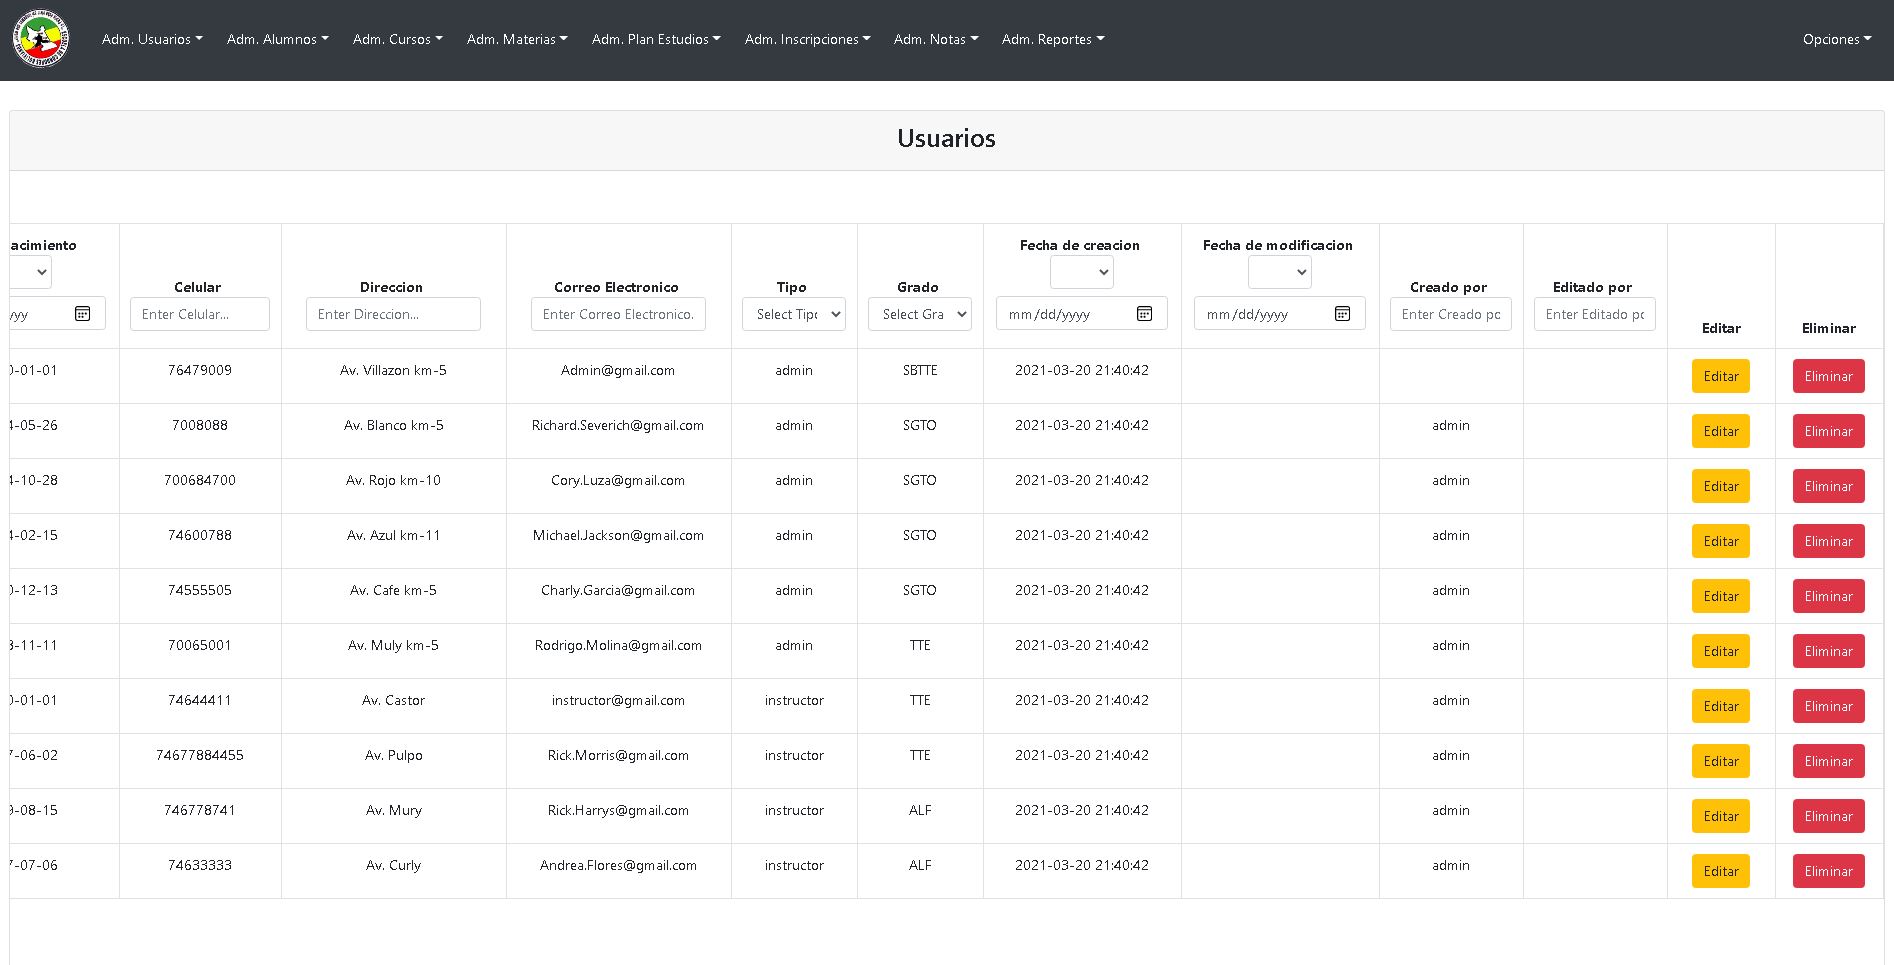 Adm. Usuarios Adm. Alumnos Adm. Cursos Adm. Materias Adm. Plan Estudios Adm. Inscripciones Adm. Notas Adm. Reportes Opciones
Usuarios
acimiento Fecha de creacion Fecha de modificacion
Celular Direccion Correo Electronico Tipo Grado Creado por Editado por
yy Enter Celular... Enter Direccion... Enter Correo Electronico. Select Tipo Select Gra mm/dd/yyyy mm/dd/yyyy Enter Creado po Enter Editado po
Editar Eliminar
0-01-01 76479009 Av. Villazon km-5 Admin@gmail.com admin SBTTE 2021-03-20 21:40:42 Editar Eliminar
4-05-26 7008088 Av. Blanco km-5 Richard.Severich@gmail.com admin SGTO 2021-03-20 21:40:42 admin Editar Eliminar
4-10-28 700684700 Av. Rojo km-10 Cory.Luza@gmail.com admin SGTO 2021-03-20 21:40:42 admin Editar Eliminar
4-02-15 74600788 Av. Azul km-11 Michael.Jackson@gmail.com admin SGTO 2021-03-20 21:40:42 admin Editar Eliminar
0-12-13 74555505 Av. Cafe km-5 Charly.Garcia@gmail.com admin SGTO 2021-03-20 21:40:42 admin Editar Eliminar
8-11-11 70065001 Av. Muly km-5 Rodrigo.Molina@gmail.com admin TTE 2021-03-20 21:40:42 admin Editar Eliminar
0-01-01 74644411 Av. Castor instructor@gmail.com instructor TTE 2021-03-20 21:40:42 admin Editar Eliminar
7-06-02 74677884455 Av. Pulpo Rick.Morris@gmail.com instructor TTE 2021-03-20 21:40:42 admin Editar Eliminar
9-08-15 746778741 Av. Mury Rick.Harrys@gmail.com instructor ALF 2021-03-20 21:40:42 admin Editar Eliminar
7-07-06 74633333 Av. Curly Andrea.Flores@gmail.com instructor ALF 2021-03-20 21:40:42 admin Editar Eliminar